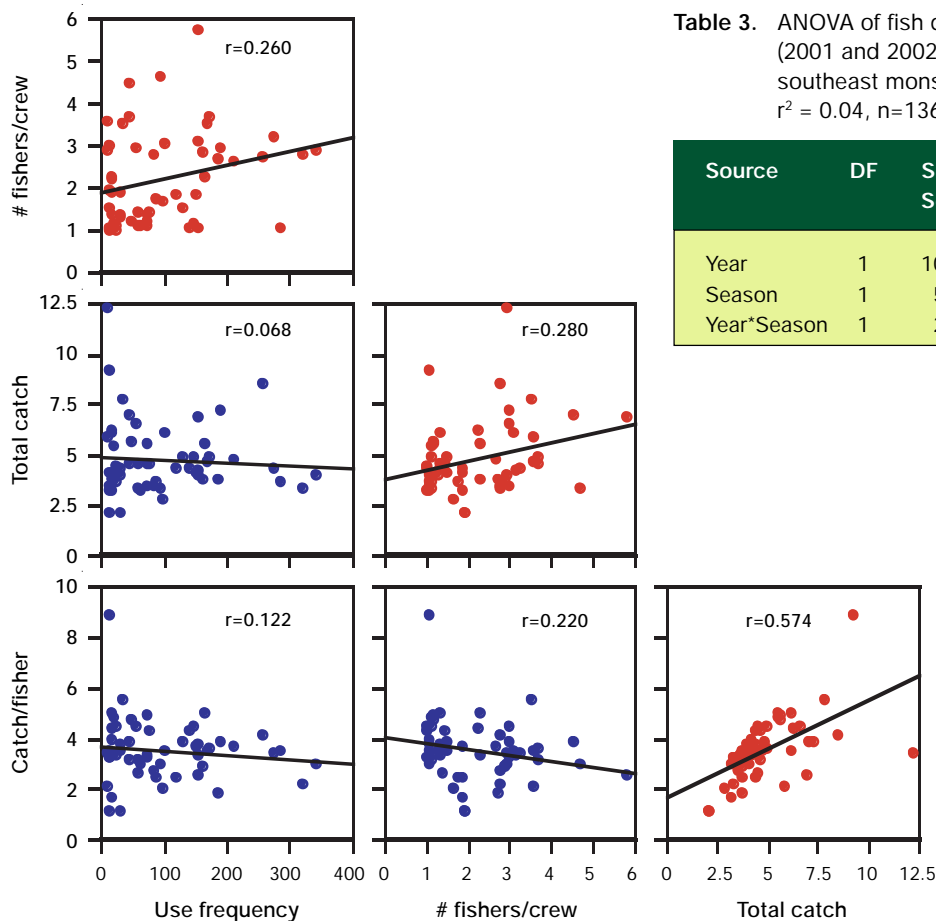 6
5
4
3
2
1
0
# fishers/crew
r=0.260
Table 3. ANOVA of fish
(2001 and 2002
southeast
r² = 0.04, n=136
Source DF
Year 1
Season 1
Year*Season 1
12.5
10
7.5
5
2.5
0
Total catch
r=0.068
r=0.280
10
8
6
4
2
0
Catch/fisher
r=0.122
r=0.220
r=0.574
0 100 200 300 400
0 1 2 3 4 5 6
0 2.5 5 7.5 10 12.5
Use frequency
# fishers/crew
Total catch